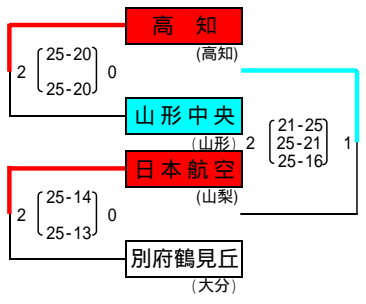 高 知
(高知)
2 25-20 0
25-20
山形中央
(山形)
2 21-25 1
25-21
25-16
日本航空
(山梨)
2 25-14 0
25-13
別府鶴見丘
(大分)